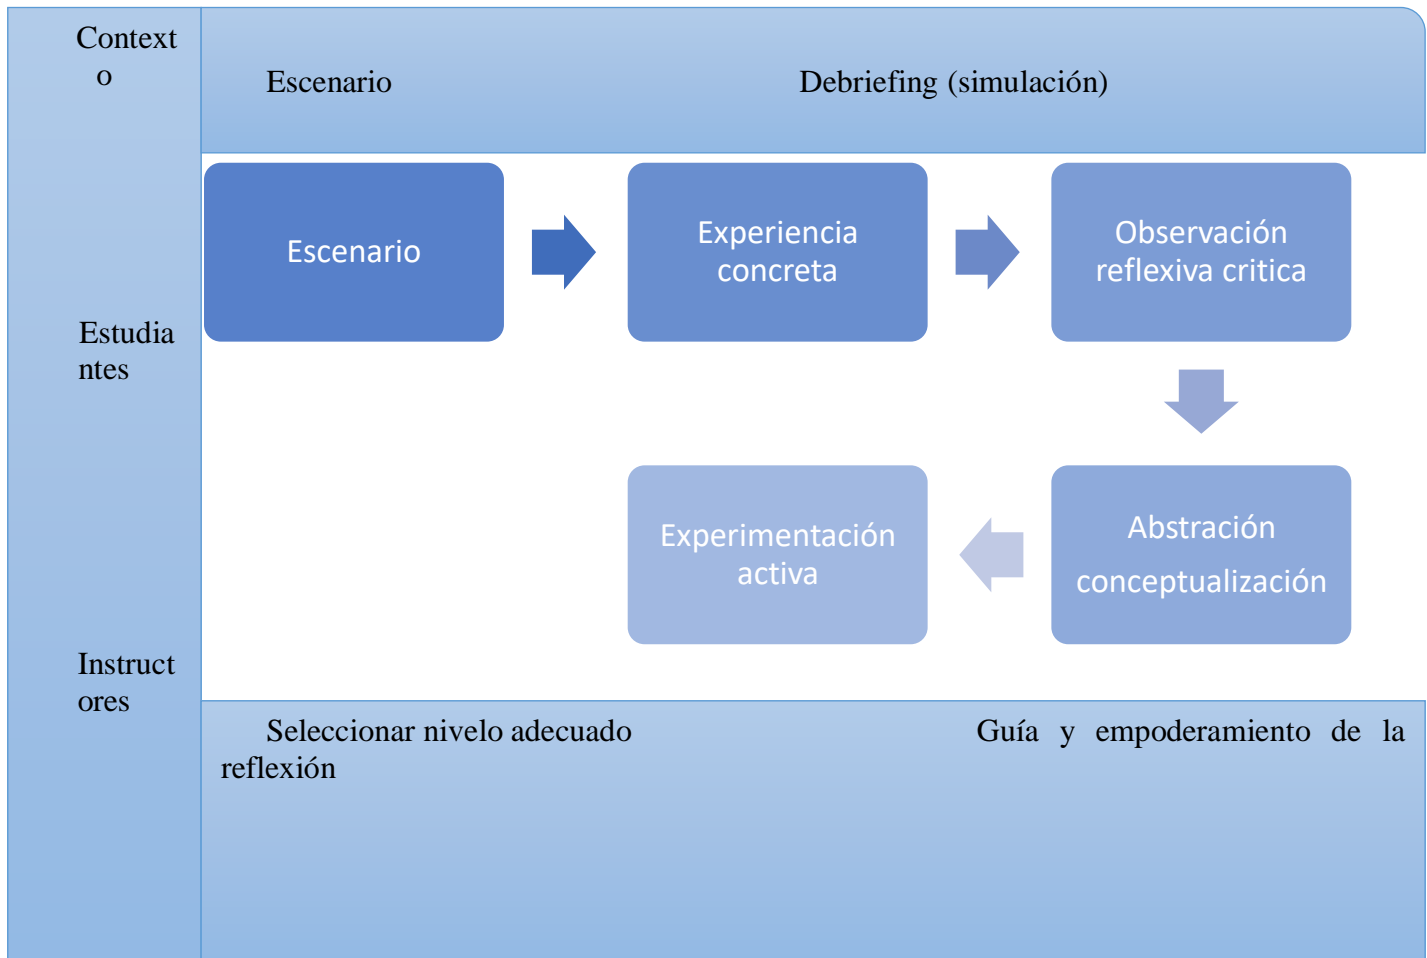 Context
o
Escenario Debriefing (simulación)
Escenario
Experiencia
concreta
Observación
reflexiva critica
Estudia
ntes
Experimentación
activa
Abstración
conceptualización
Instruct
ores
Seleccionar nivelo adecuado Guía y empoderamiento de la
reflexión